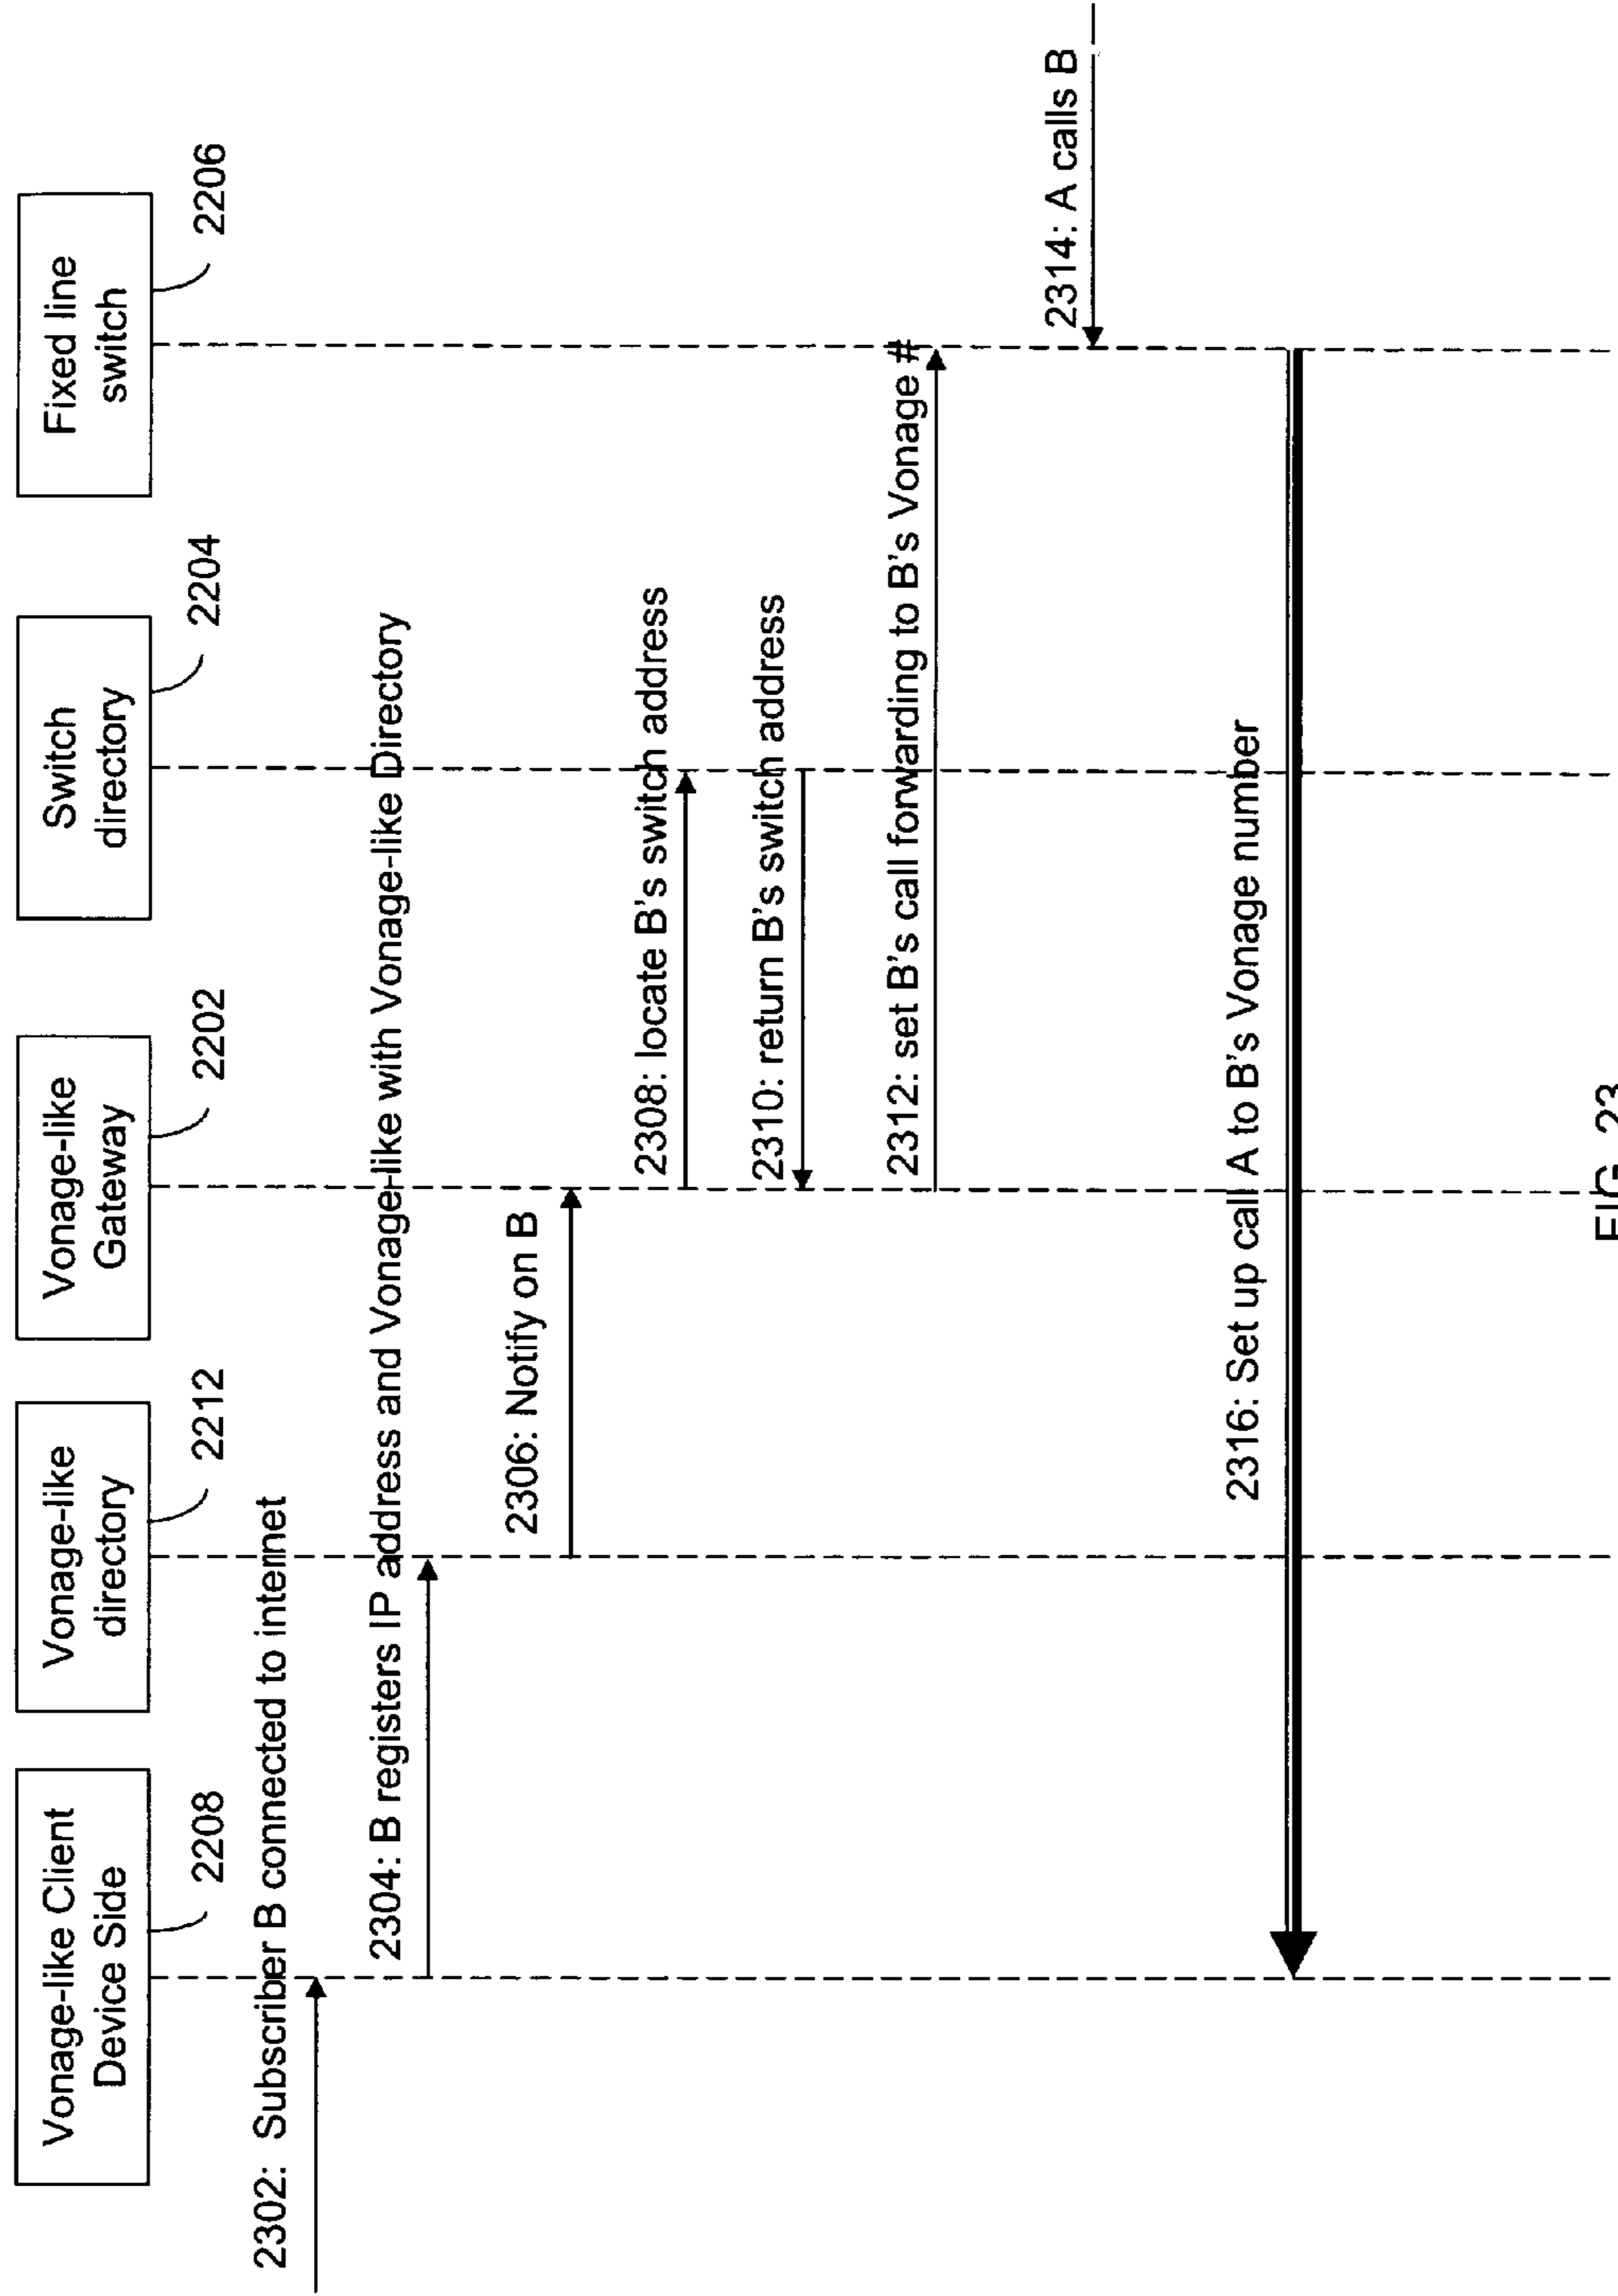 Vonage-like Client
Device Side
2208
Vonage-like
directory
2212
Vonage-like
Gateway
2202
Switch
directory
2204
Fixed line
switch
2206
2302: Subscriber B connected to internet
2304: B registers IP address and Vonage-like with Vonage-like Directory
2306: Notify on B
2308: locate B's switch address
2310: return B's switch address
2312: set B's call forwarding to B's Vonage #
2314: A calls B
2316: Set up call A to B's Vonage number
FIG. 23